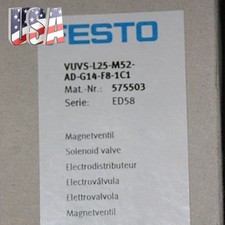 USA
FESTO
VUVS-L25-M52-
AD-G14-F8-1C1
Mat.-Nr.: 575503
Serie: ED58
Magnetventil
Solenoid valve
Electrodistributeur
Electroválvula
Elettrovalvola
Magnetventil